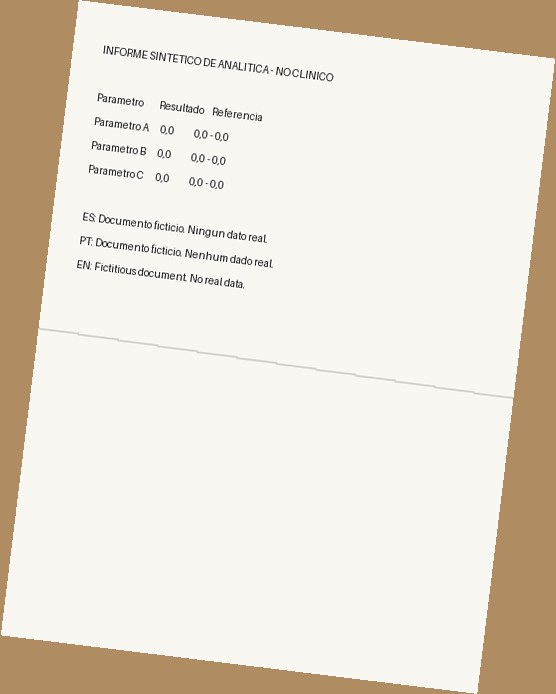 INFORME SINTETICO DE ANALITICA - NO CLINICO
Parametro Resultado Referencia
Parametro A 0,0 0,0 - 0,0
Parametro B 0,0 0,0 - 0,0
Parametro C 0,0 0,0 - 0,0
ES: Documento ficticio. Ningun dato real.
PT: Documento ficticio. Nenhum dado real.
EN: Fictitious document. No real data.